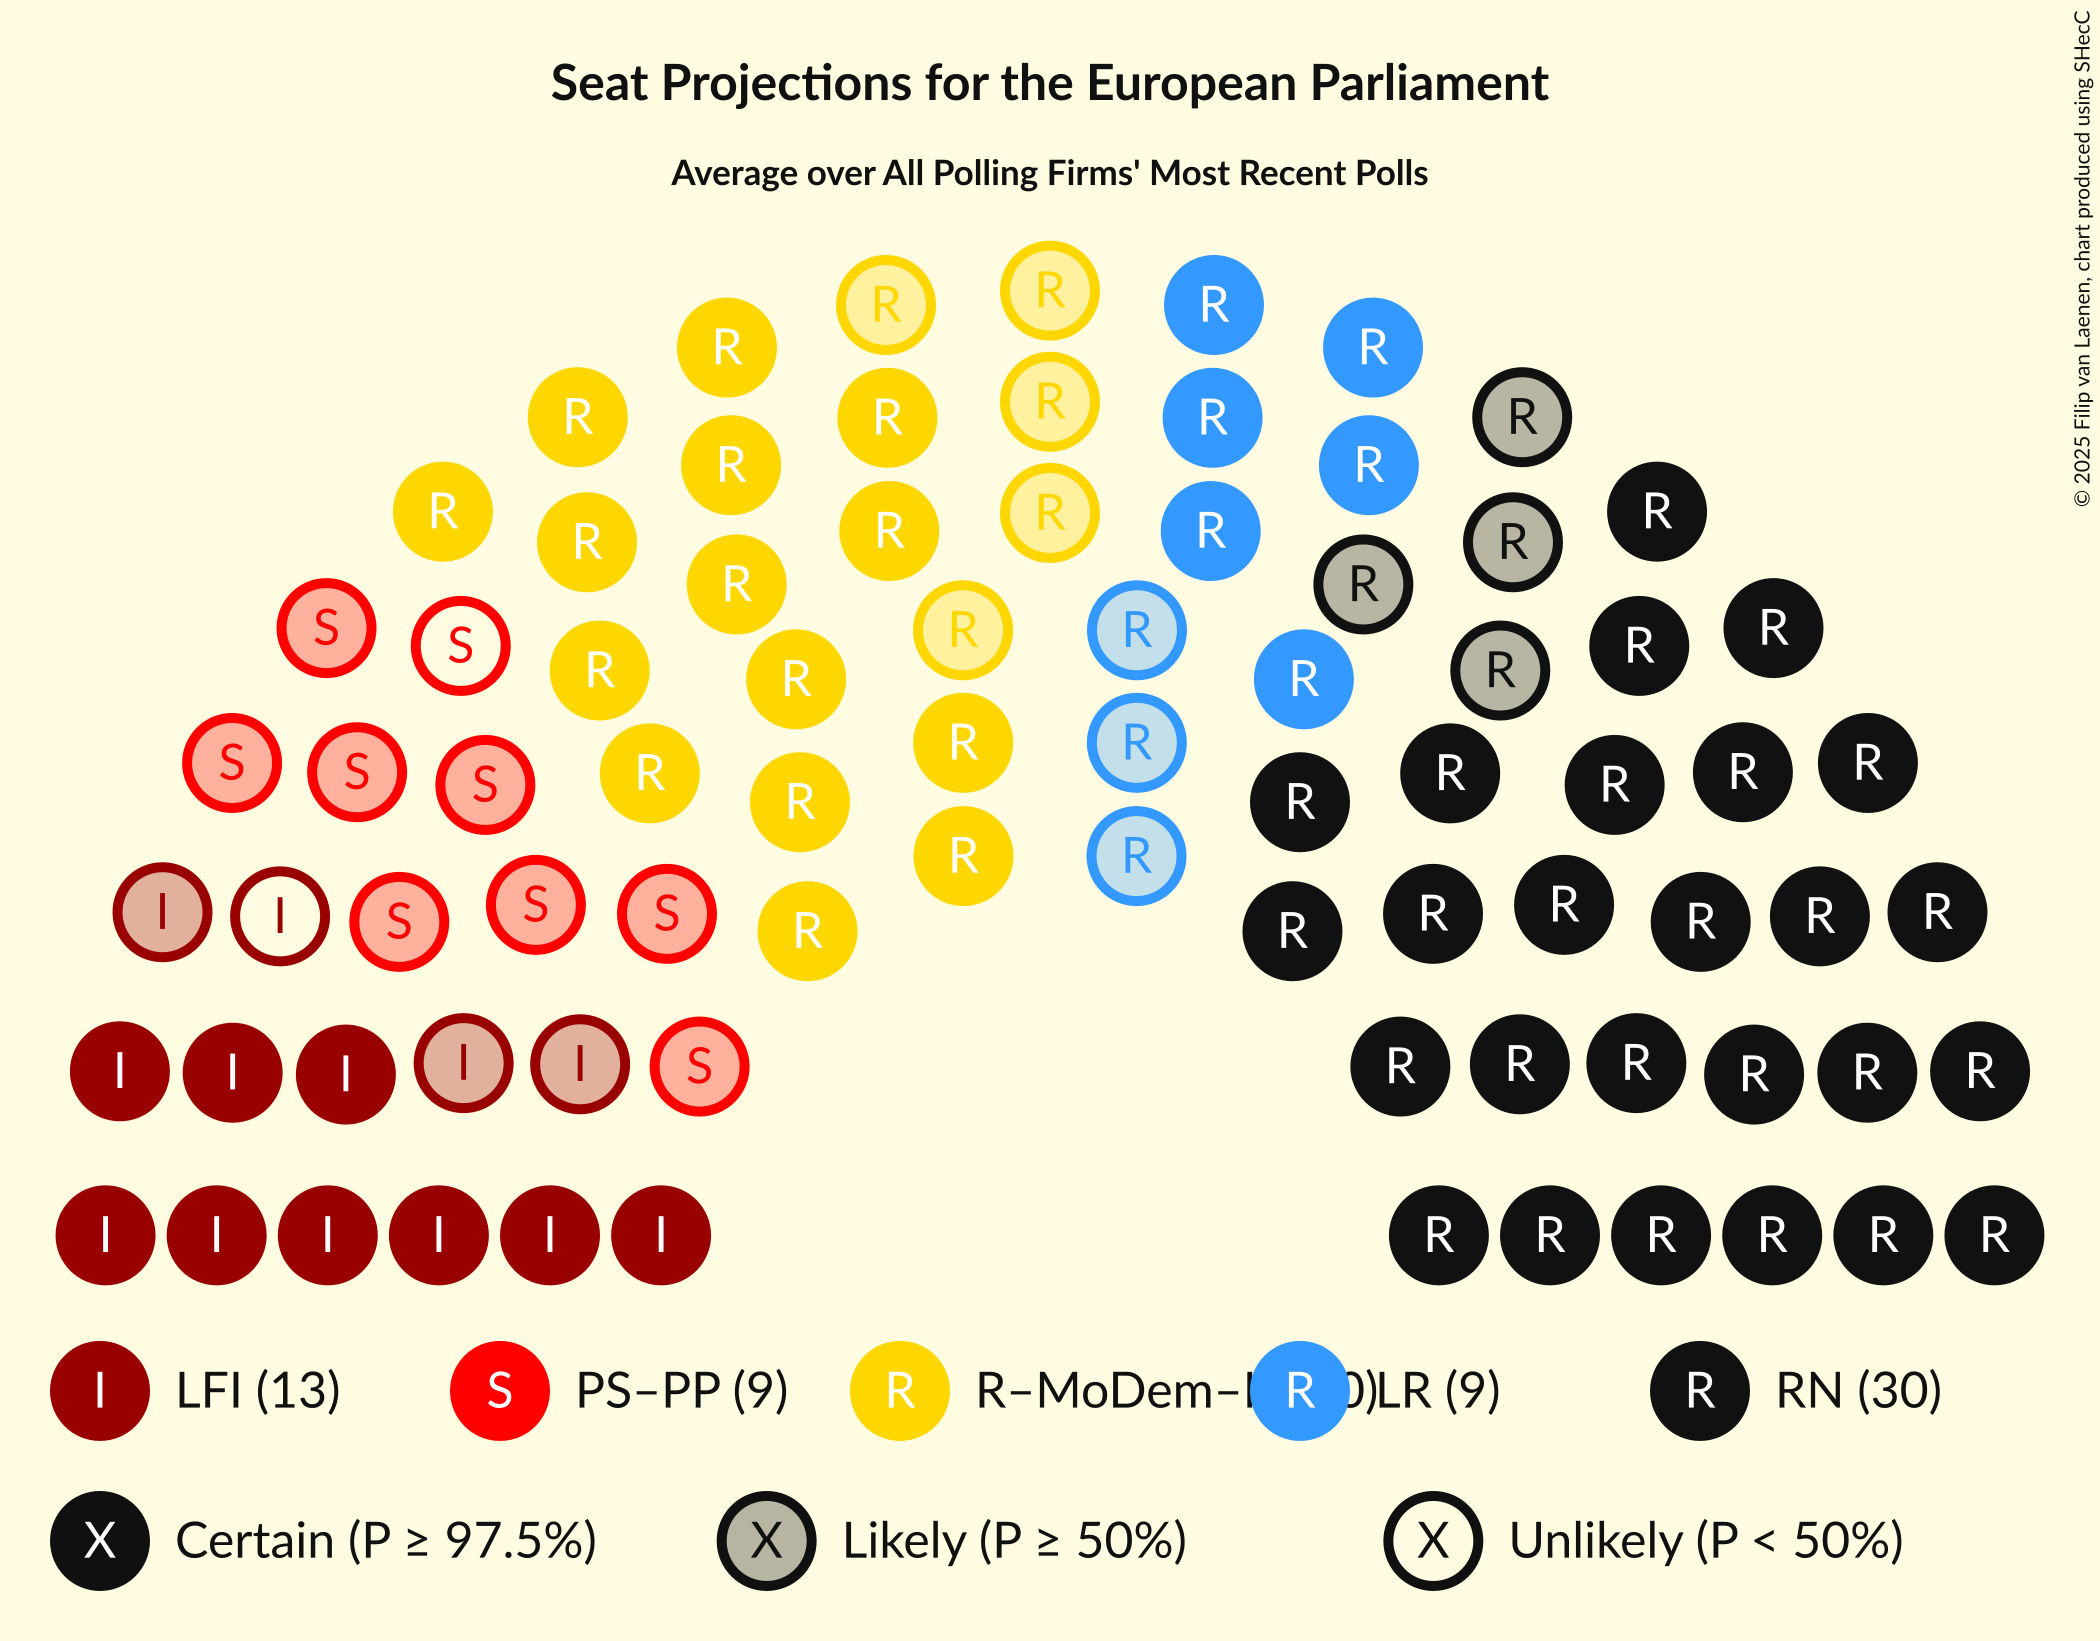 © 2025 Filip van Laenen, chart produced using SHecC
Seat Projections for the European Parliament
Average over All Polling Firms' Most Recent Polls
R R R
R R
R R R R R
R R
R R R R R R R
R R
S S R R R R R R R R
S S S R R R R R R R R R
R R
I I S S S R R R R R R R
I I I I I S R R R R R R
I I I I I I R R R R R R
I LFI (13) S PS–PP (9) R R–MoDem– R LR (9) R RN (30)
X Certain (P ≥ 97.5%) X Likely (P ≥ 50%) X Unlikely (P < 50%)